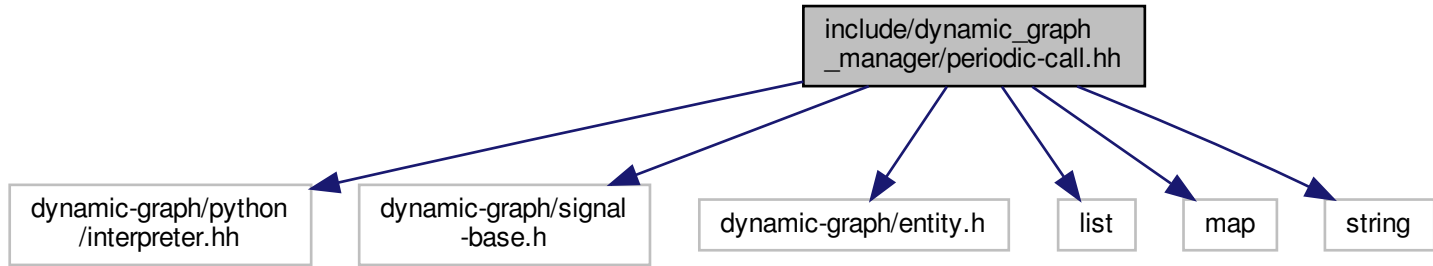 include/dynamic_graph
_manager/periodic-call.hh
dynamic-graph/python
/interpreter.hh
dynamic-graph/signal
-base.h
dynamic-graph/entity.h
list
map
string